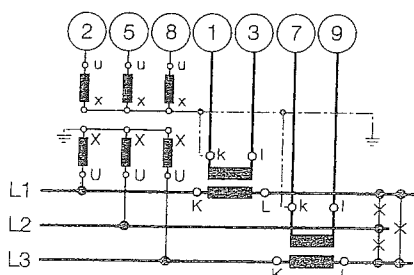 2 5 8 1 3 7 9
u u u
x x x
k l
X X X
U U U
L1 K L k l
L2
L3 K L